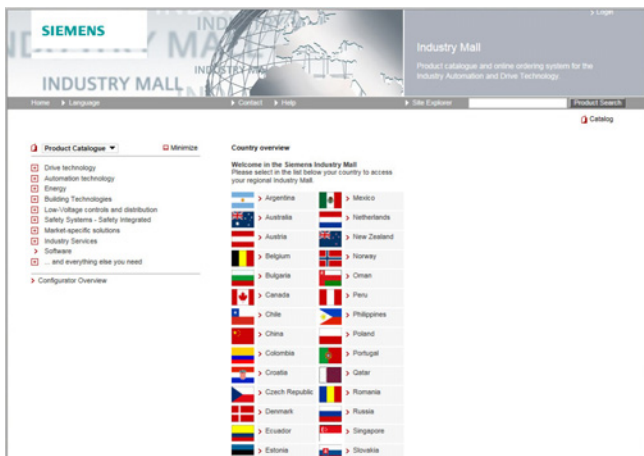 Login
SIEMENS
INDUSTRY MALL
Industry Mall
Product catalogue and online ordering system for the
Industry Automation and Drive Technology.
Home Language Contact Help Site Explorer Product Search
Catalog
Product Catalogue Minimize
Drive technology
Automation technology
Energy
Building Technologies
Low-Voltage controls and distribution
Safety Systems - Safety Integrated
Market-specific solutions
Industry Services
Software
... and everything else you need
Configurator Overview
Country overview
Welcome in the Siemens Industry Mall
Please select in the list below your country to access
your regional Industry Mall.
Argentina Mexico
Australia Netherlands
Austria New Zealand
Belgium Norway
Bulgaria Oman
Canada Peru
Chile Philippines
China Poland
Colombia Portugal
Croatia Qatar
Czech Republic Romania
Denmark Russia
Ecuador Singapore
Estonia Slovakia